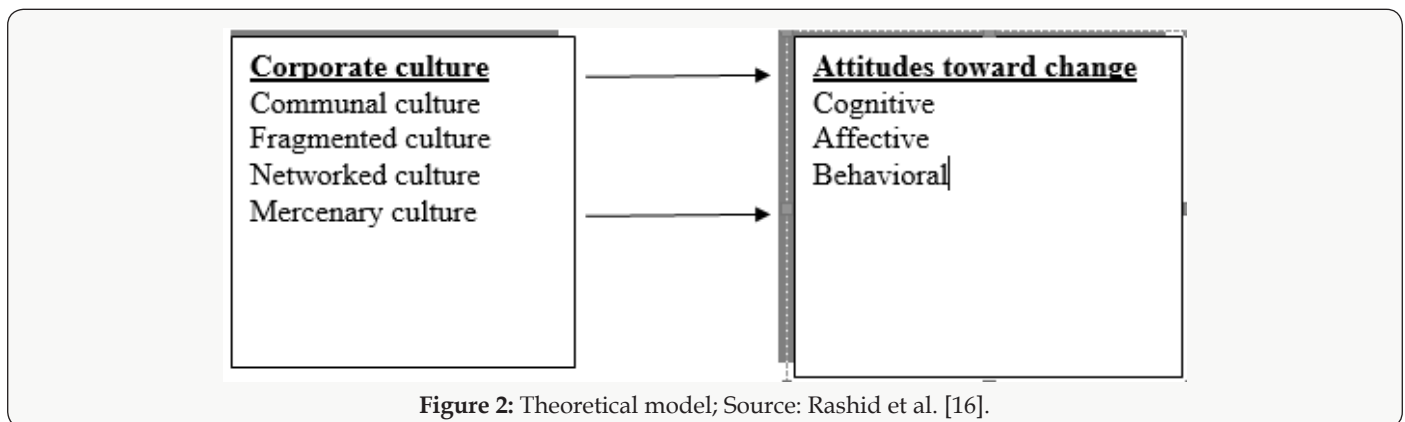 Corporate culture
Communal culture
Fragmented culture
Networked culture
Mercenary culture
Attitudes toward change
Cognitive
Affective
Behavioral
Figure 2: Theoretical model; Source: Rashid et al. [16].